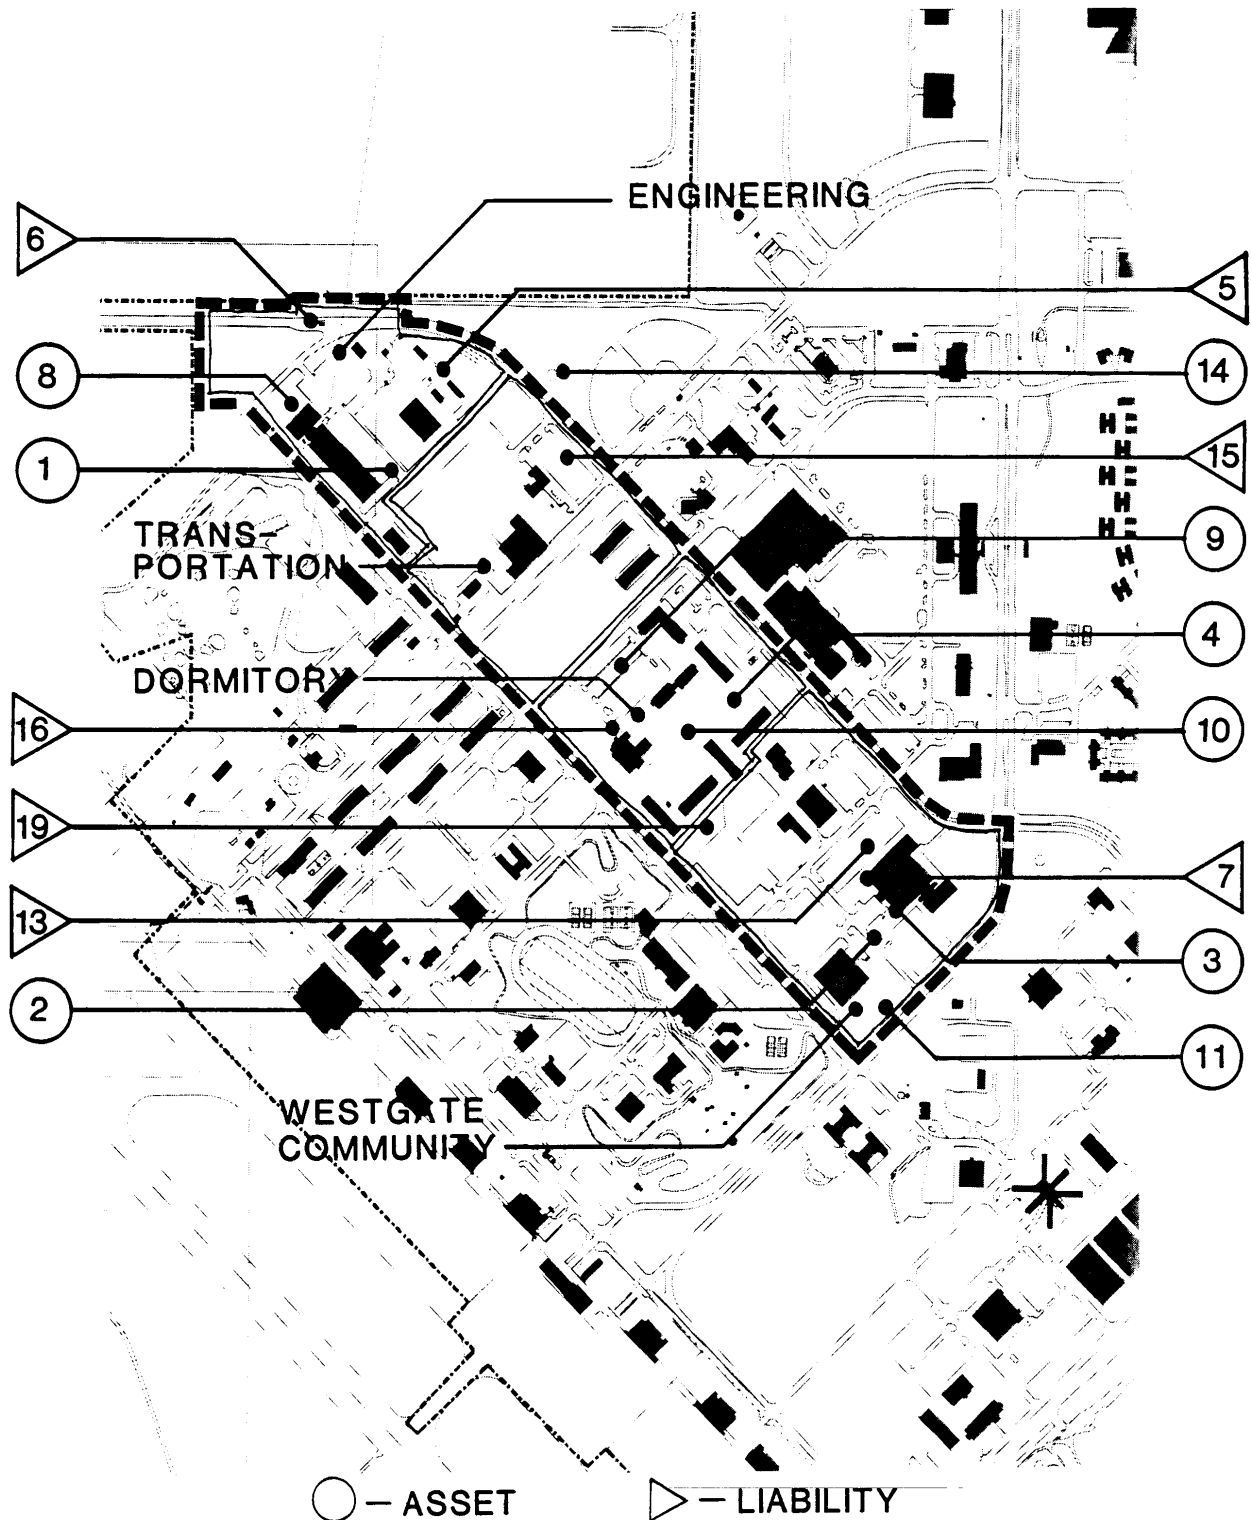 ENGINEERING
6
5
8
14
1
15
TRANS-
PORTATION
9
4
DORMITORY
16
10
19
7
13
3
2
11
WESTGATE
COMMUNITY
— ASSET
— LIABILITY